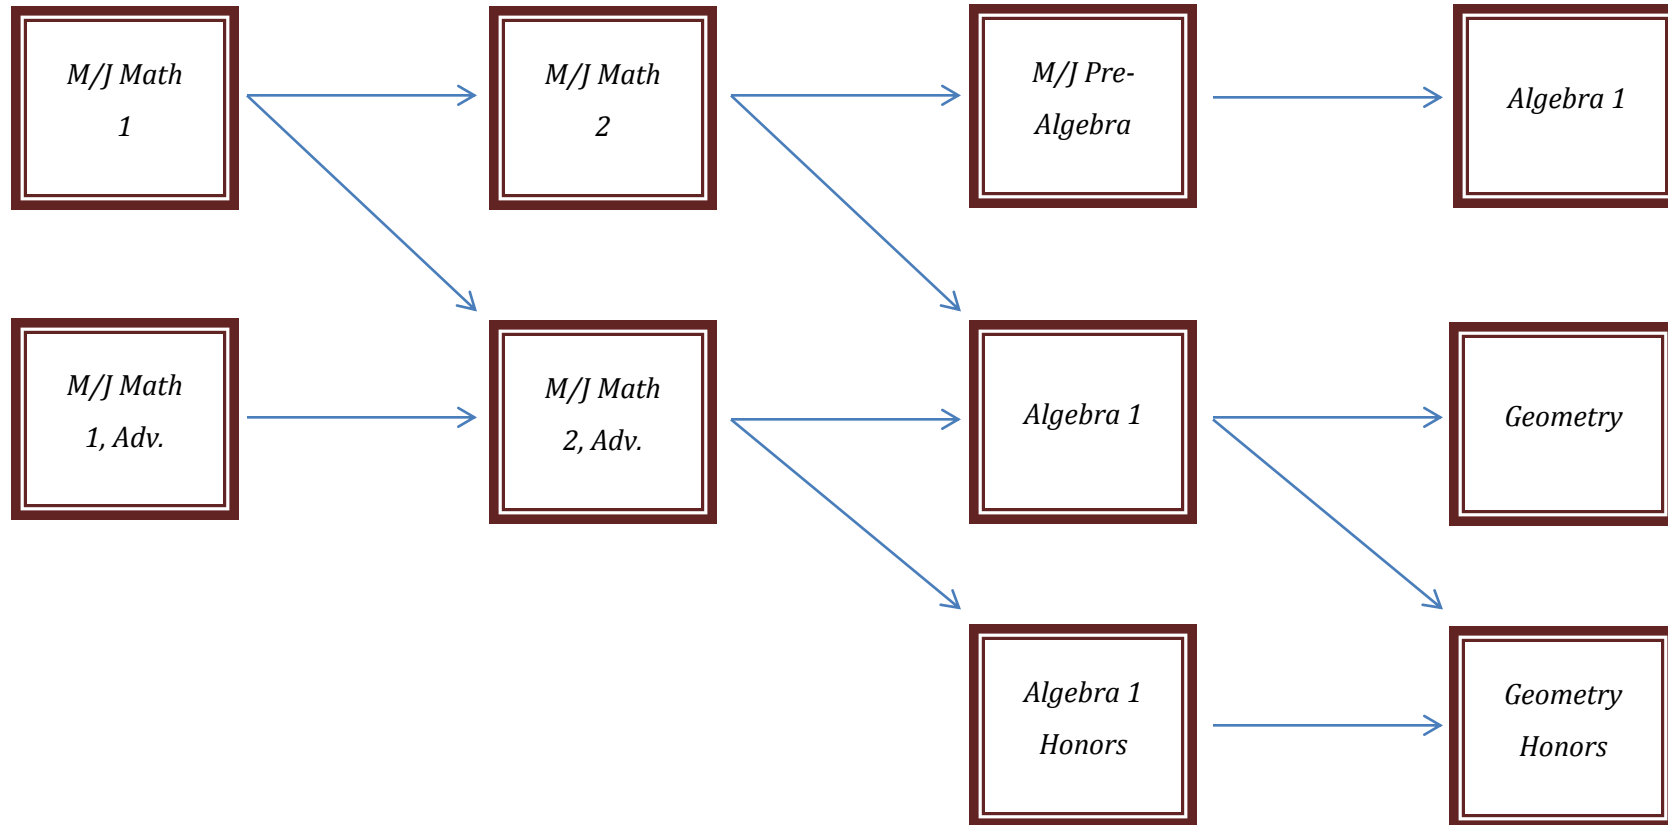 M/J Math
1
M/J Math
2
M/J Pre-
Algebra
Algebra 1
M/J Math
1, Adv.
M/J Math
2, Adv.
Algebra 1
Geometry
Algebra 1
Honors
Geometry
Honors